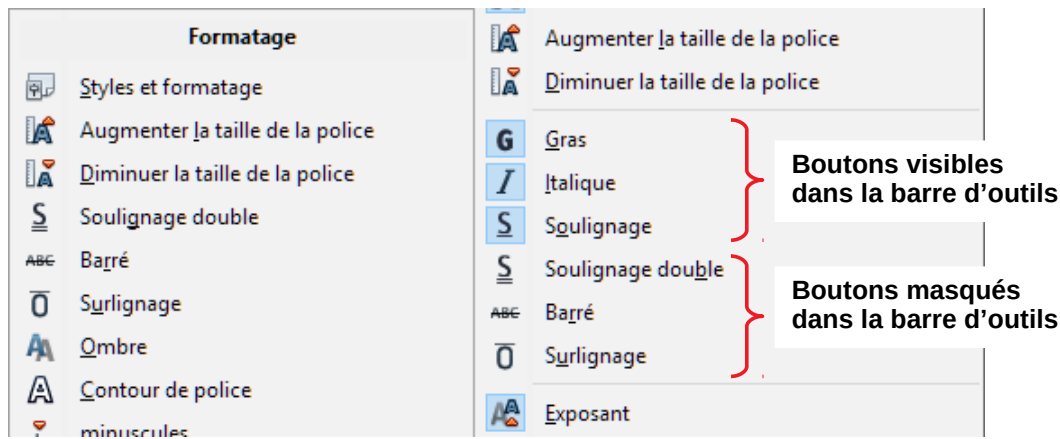 Formatage
Styles et formatage
Augmenter la taille de la police
Diminuer la taille de la police
Soulignage double
ABC Barré
Surlignage
Ombre
Contour de police
minuscules
Augmenter la taille de la police
Diminuer la taille de la police
G Gras
I Italique
S Soulignage
S Soulignage double
ABC Barré
O Surlignage
Exposant
Boutons visibles
dans la barre d’outils
Boutons masqués
dans la barre d’outils